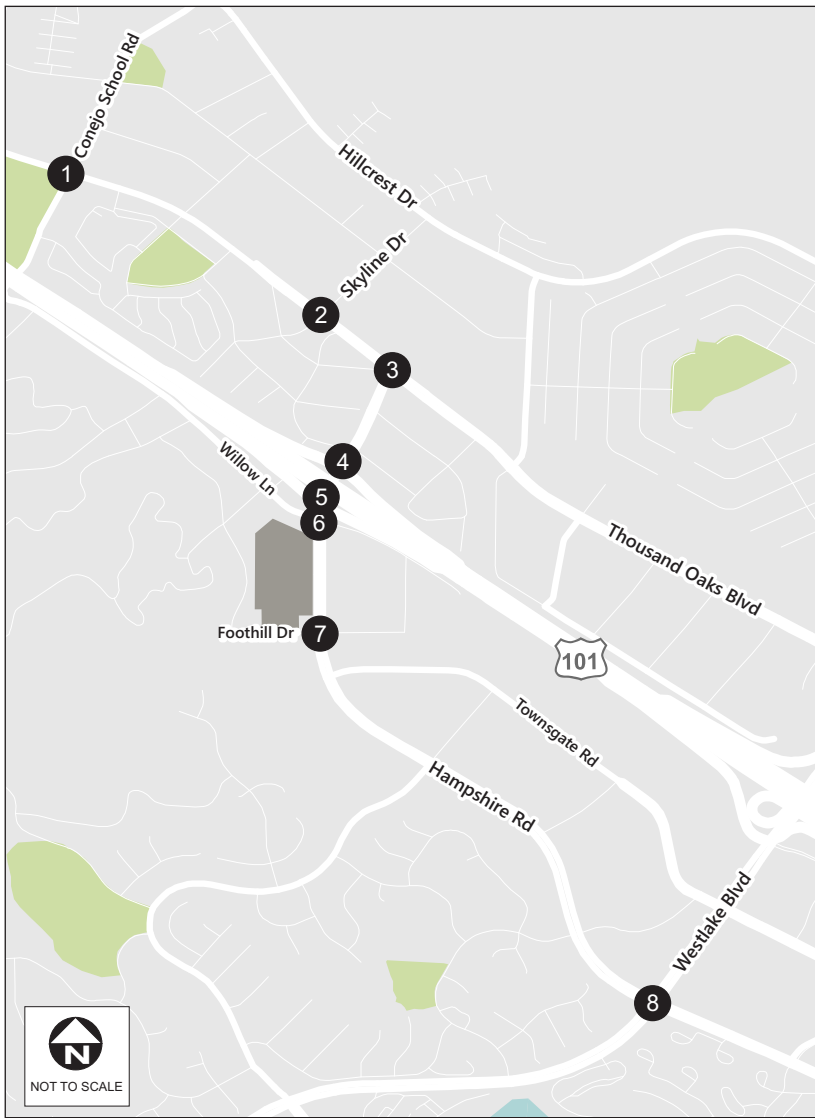 Conejo School Rd
1
Hillcrest Dr
Skyline Dr
2
3
4
Willow Ln
5
6
Thousand Oaks Blvd
Foothill Dr
7
101
Townsgate Rd
Hampshire Rd
Westlake Blvd
8
N
NOT TO SCALE